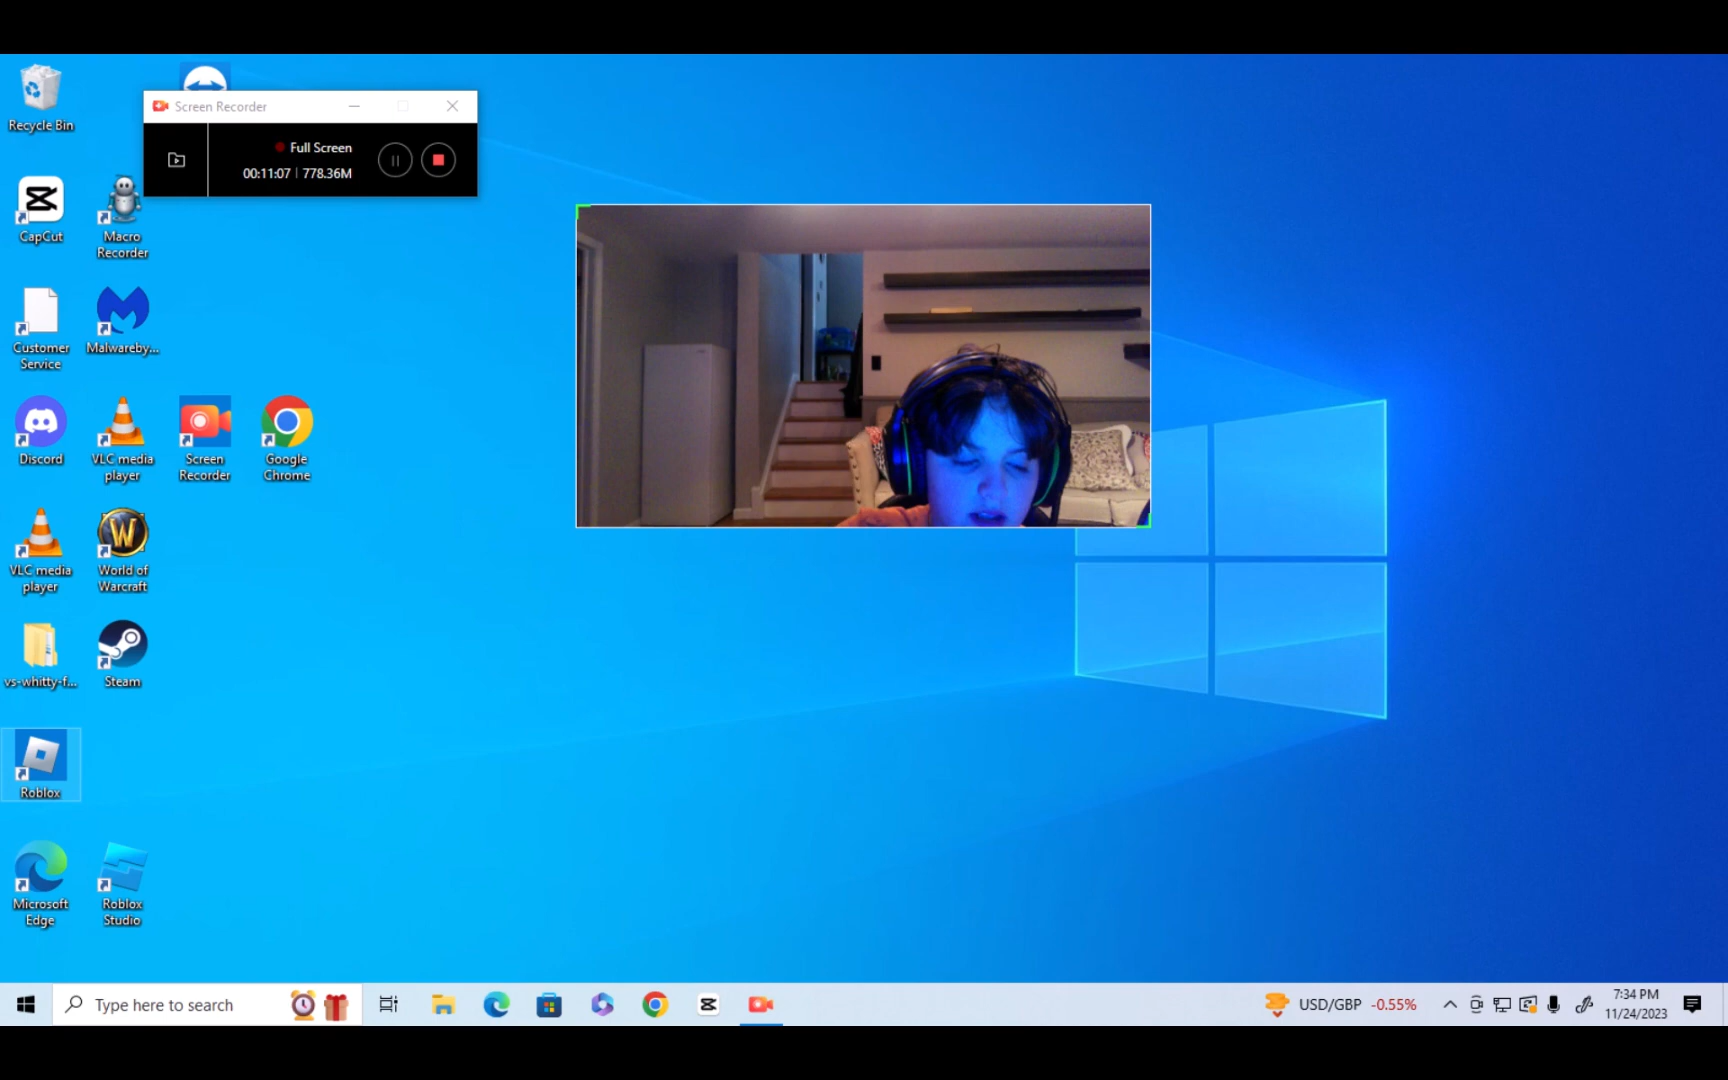 Screen Recorder
Full Screen
00:11:07 | 778.36M
Recycle Bin
CapCut
Macro
Recorder
Customer
Service
Malwareby...
Discord
VLC media
player
Screen
Recorder
Google
Chrome
VLC media
player
World of
Warcraft
vs-whitty-f...
Steam
Roblox
Microsoft
Edge
Roblox
Studio
Type here to search
USD/GBP -0.55%
7:34 PM
11/24/2023